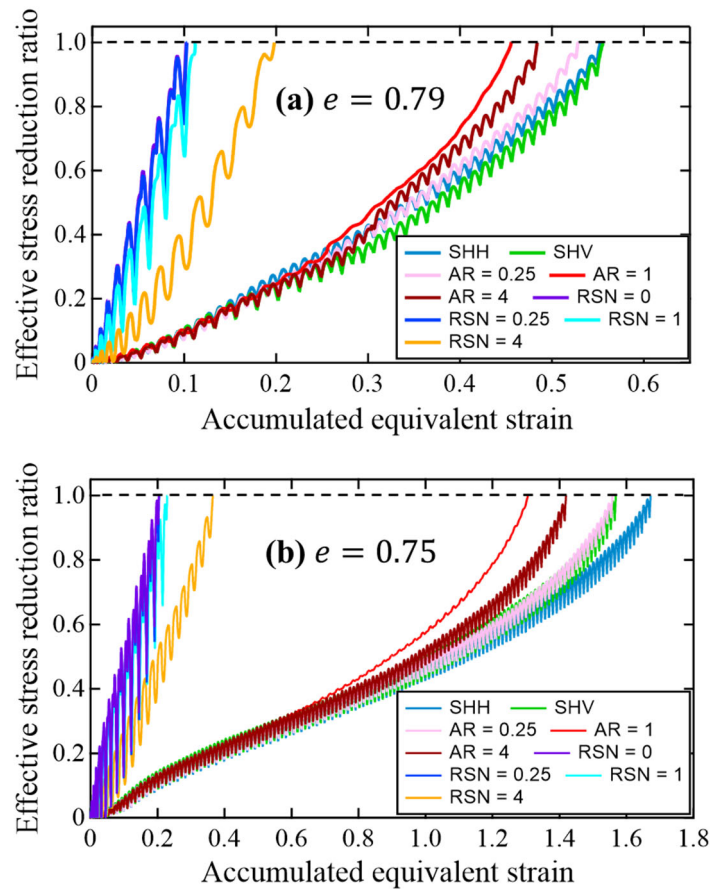 Effective stress reduction ratio
1.0
0.8
0.6
0.4
0.2
0
(a) e = 0.79
SHH SHV
AR = 0.25 AR = 1
AR = 4 RSN = 0
RSN = 0.25 RSN = 1
RSN = 4
0 0.1 0.2 0.3 0.4 0.5 0.6
Accumulated equivalent strain
Effective stress reduction ratio
1.0
0.8
0.6
0.4
0.2
0
(b) e = 0.75
SHH SHV
AR = 0.25 AR = 1
AR = 4 RSN = 0
RSN = 0.25 RSN = 1
RSN = 4
0 0.2 0.4 0.6 0.8 1.0 1.2 1.4 1.6 1.8
Accumulated equivalent strain